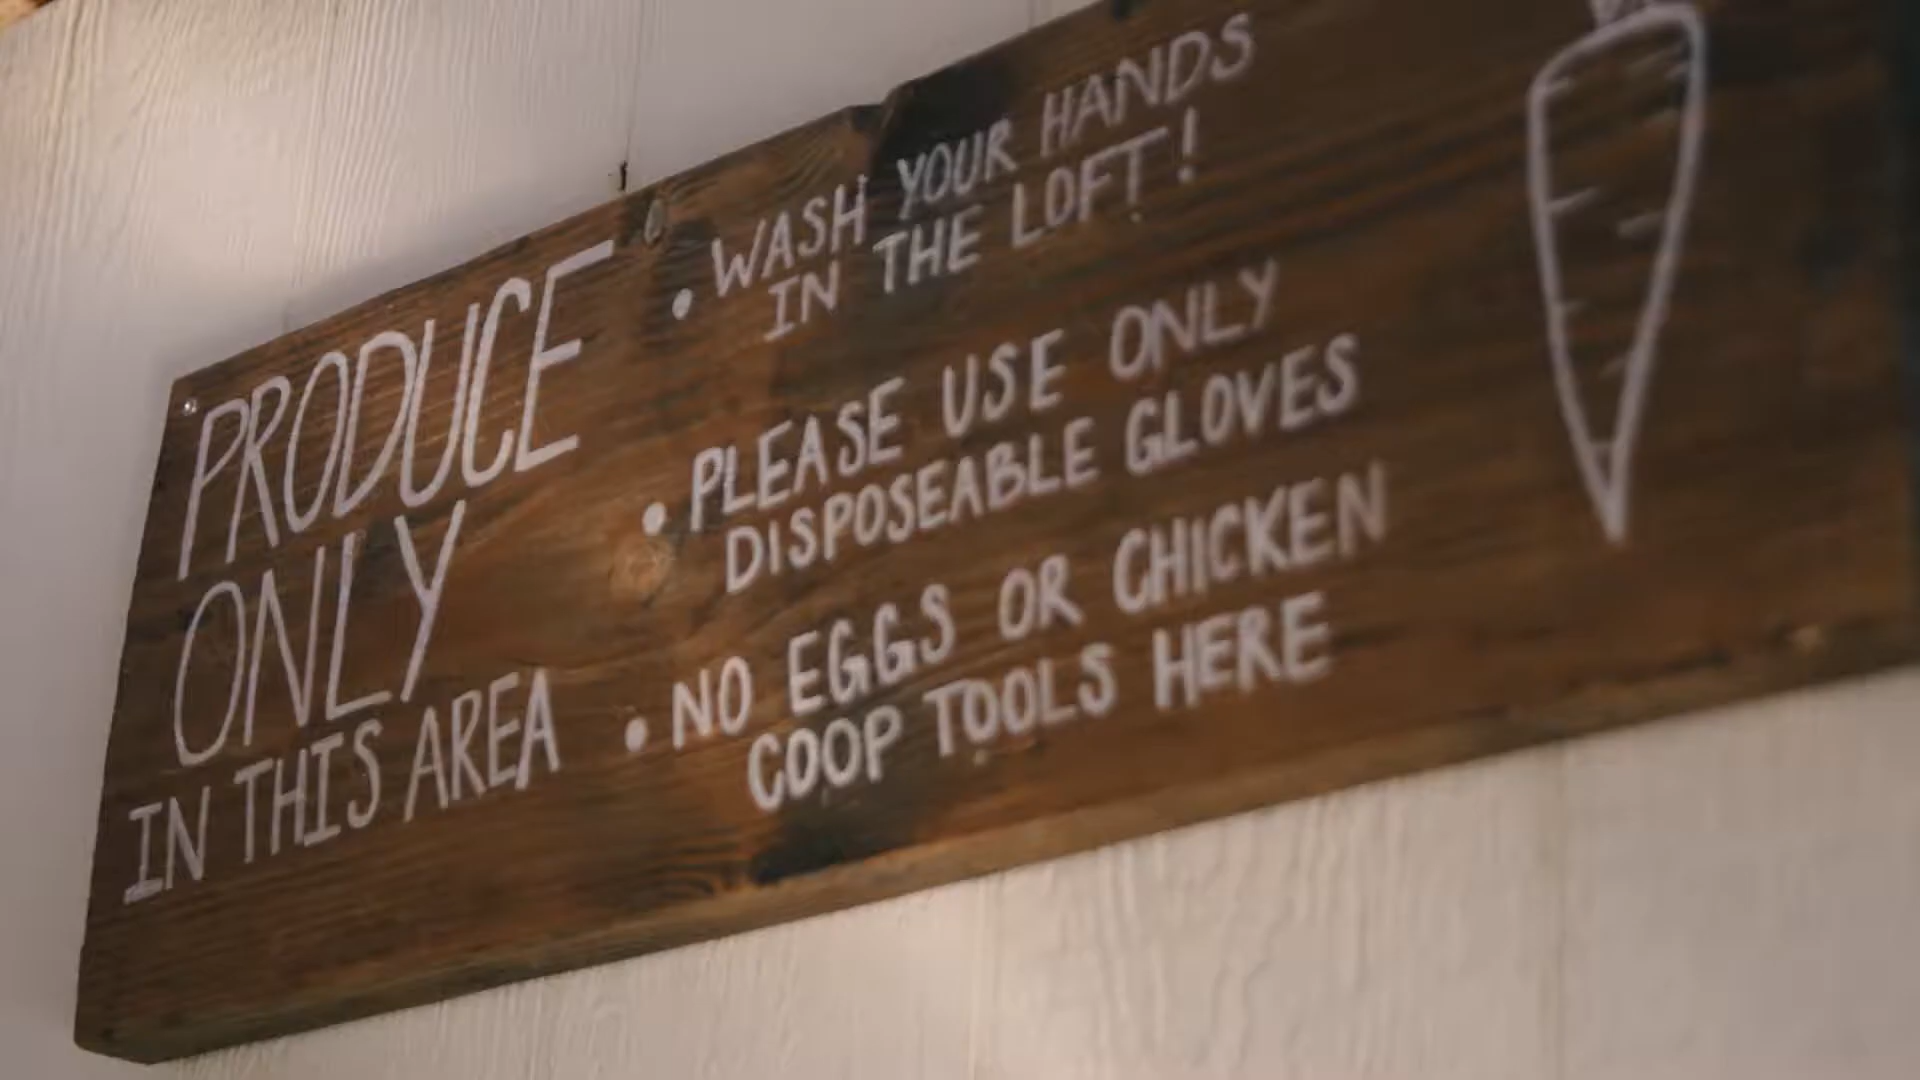 PRODUCE
ONLY
IN THIS AREA
• WASH YOUR HANDS
IN THE LOFT!
• PLEASE USE ONLY
DISPOSEABLE GLOVES
• NO EGGS OR CHICKEN
COOP TOOLS HERE